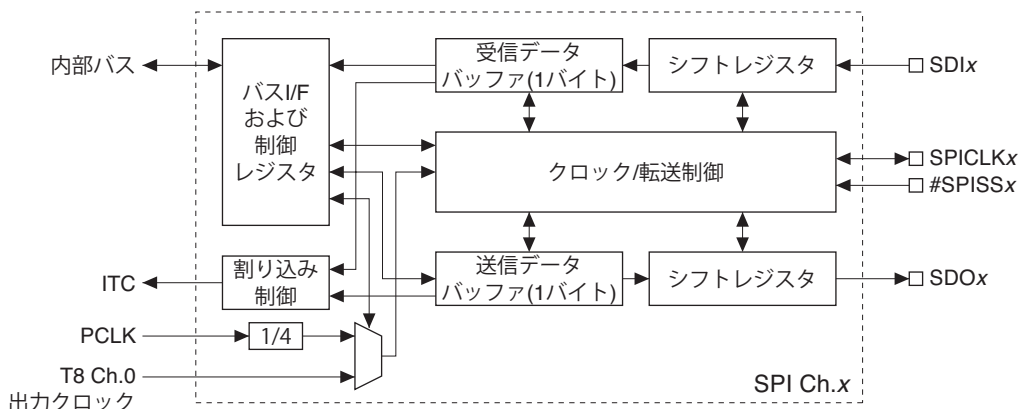 内部バス
バスI/F
および
制御
レジスタ
受信データ
バッファ(1バイト)
シフトレジスタ
□ SDIx
クロック/転送制御
□ SPICLKx
□ #SPISSx
ITC
割り込み
制御
送信データ
バッファ(1バイト)
シフトレジスタ
□ SDOx
PCLK
1/4
T8 Ch.0
出力クロック
SPI Ch.x